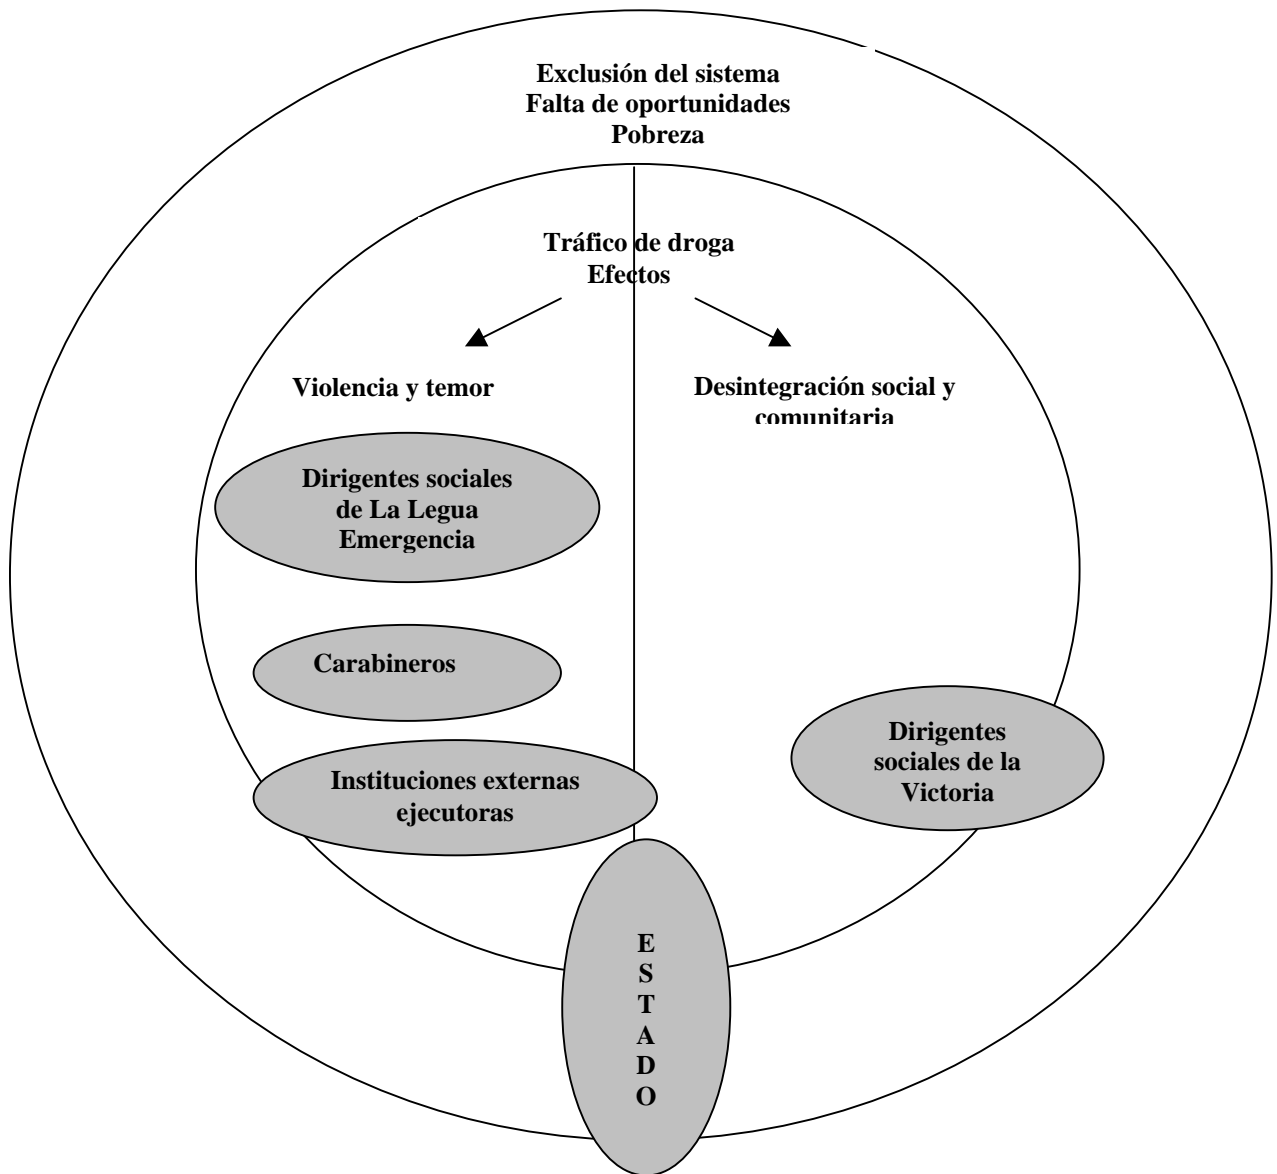 Exclusión del sistema
Falta de oportunidades
Pobreza
Tráfico de droga
Efectos
Violencia y temor
Desintegración social y
comunitaria
Dirigentes sociales
de La Legua
Emergencia
Carabineros
Instituciones externas
ejecutoras
Dirigentes
sociales de la
Victoria
E
S
T
A
D
O